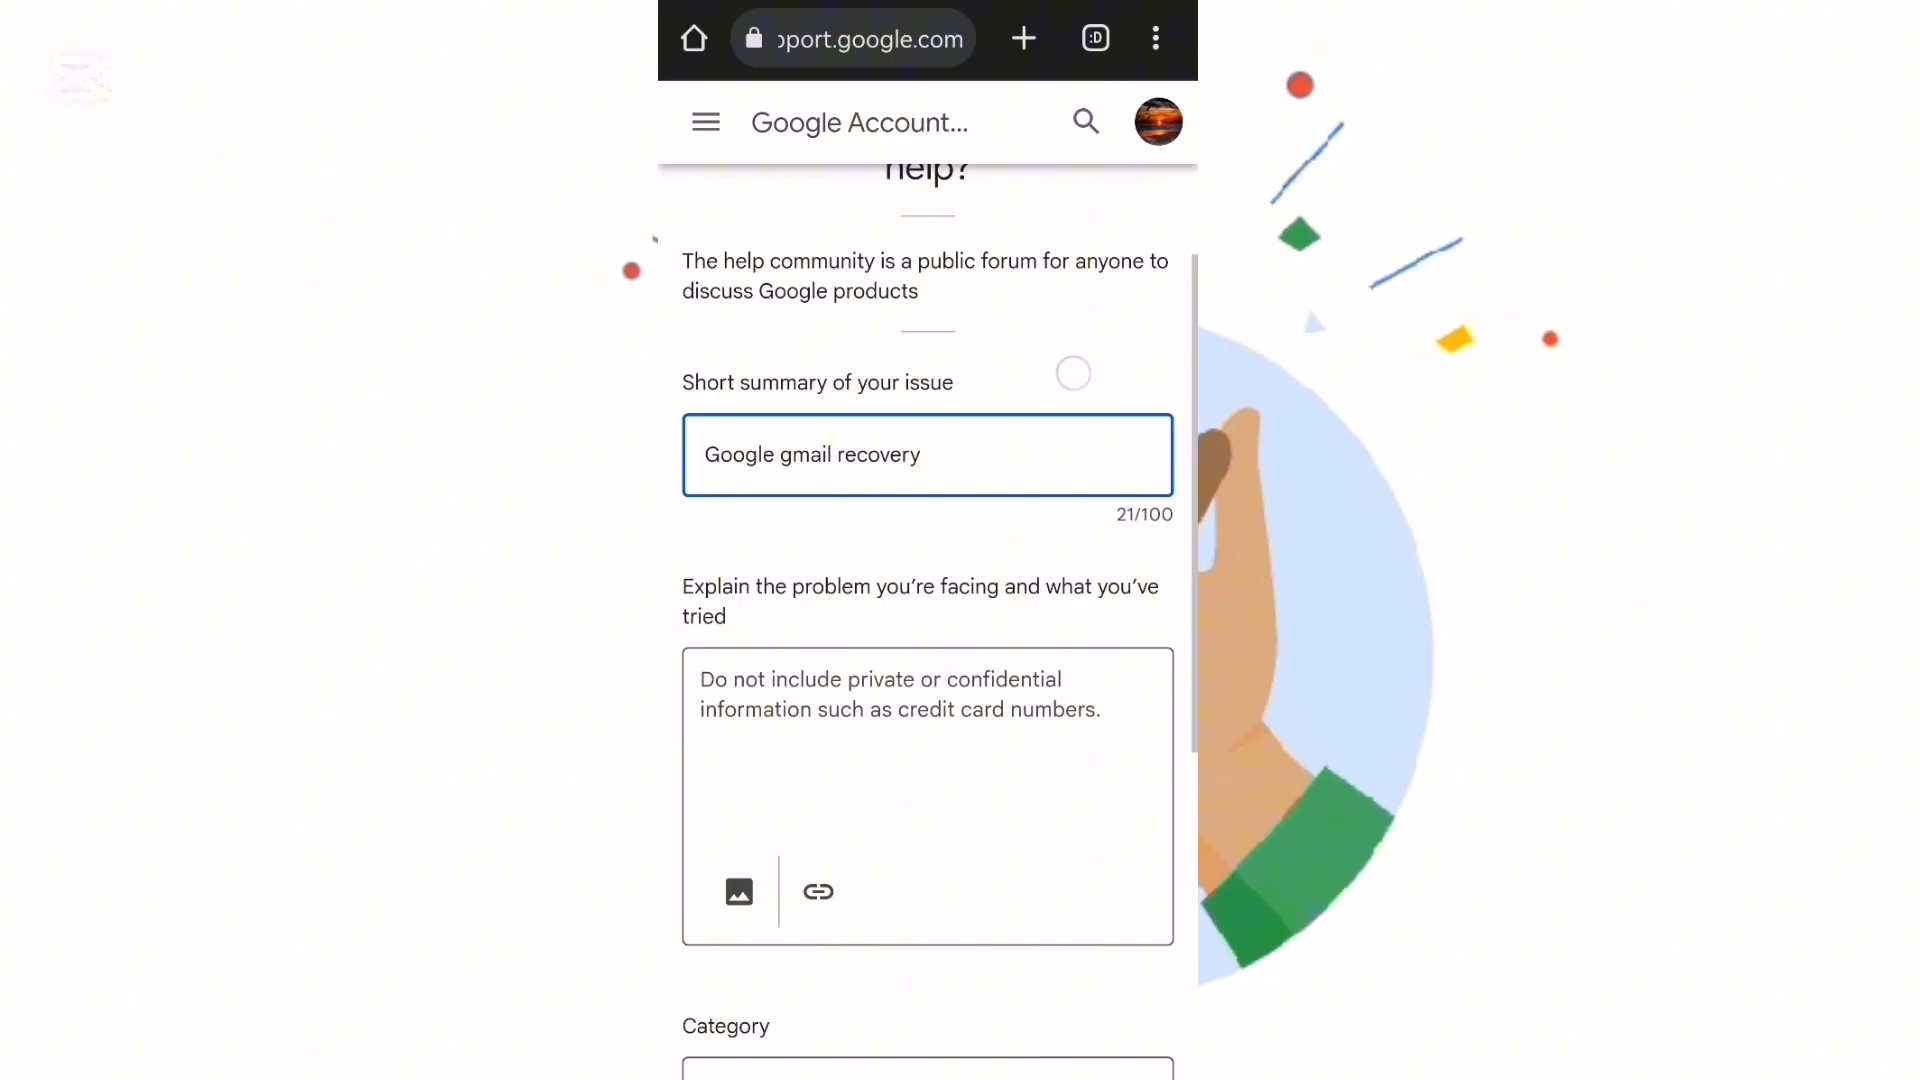 pport.google.com
:D
Google Account...
help?
The help community is a public forum for anyone to
discuss Google products
Short summary of your issue
Google gmail recovery
21/100
Explain the problem you’re facing and what you’ve
tried
Do not include private or confidential
information such as credit card numbers.
Category